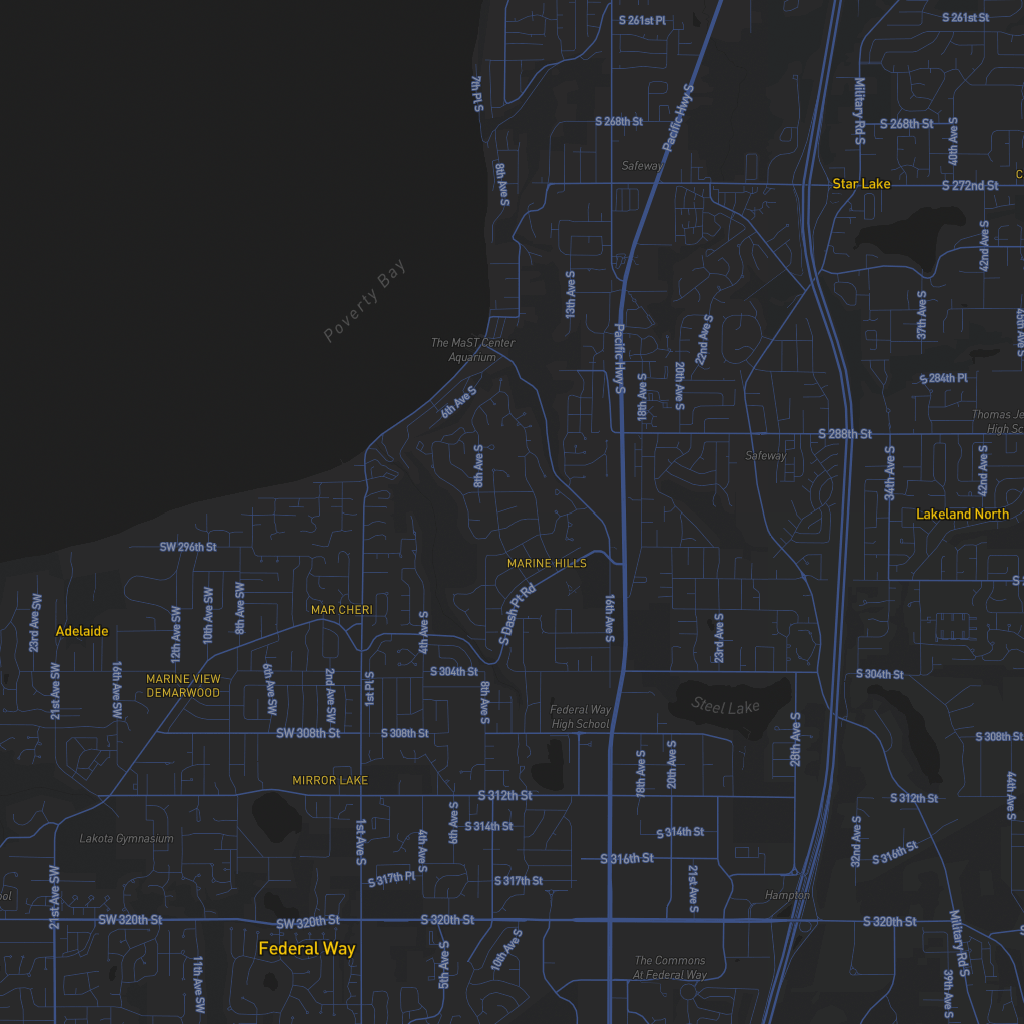 S 261st Pl
S 261st St
7th Pl S
Pacific Hwy S
Military Rd S
S 268th St
S 268th St
40th Ave S
Safeway
8th Ave S
Star Lake
S 272nd St
42nd Ave S
Poverty Bay
13th Ave S
37th Ave S
The MaST Center
Aquarium
Pacific Hwy S
22nd Ave S
20th Ave S
18th Ave S
S 284th Pl
6th Ave S
S 288th St
Safeway
8th Ave S
34th Ave S
42nd Ave S
Lakeland North
SW 296th St
MARINE HILLS
S Dash Pt Rd
16th Ave S
23rd Ave S
23rd Ave SW
Adelaide
12th Ave SW
10th Ave SW
8th Ave SW
MAR CHERI
4th Ave S
S 304th St
S 304th St
21st Ave SW
16th Ave SW
MARINE VIEW
DEMARWOOD
6th Ave SW
2nd Ave SW
1st Pl S
8th Ave S
Federal Way
High School
Steel Lake
28th Ave S
SW 308th St
S 308th St
S 308th St
18th Ave S
20th Ave S
MIRROR LAKE
S 312th St
S 312th St
44th Ave S
Lakota Gymnasium
1st Ave S
4th Ave S
6th Ave S
S 314th St
S 314th St
S 316th St
32nd Ave S
S 316th St
S 317th Pl
S 317th St
21st Ave S
Hampton
21st Ave SW
SW 320th St
SW 320th St
S 320th St
S 320th St
Federal Way
5th Ave S
10th Ave S
11th Ave SW
The Commons
At Federal Way
Military Rd S
39th Ave S